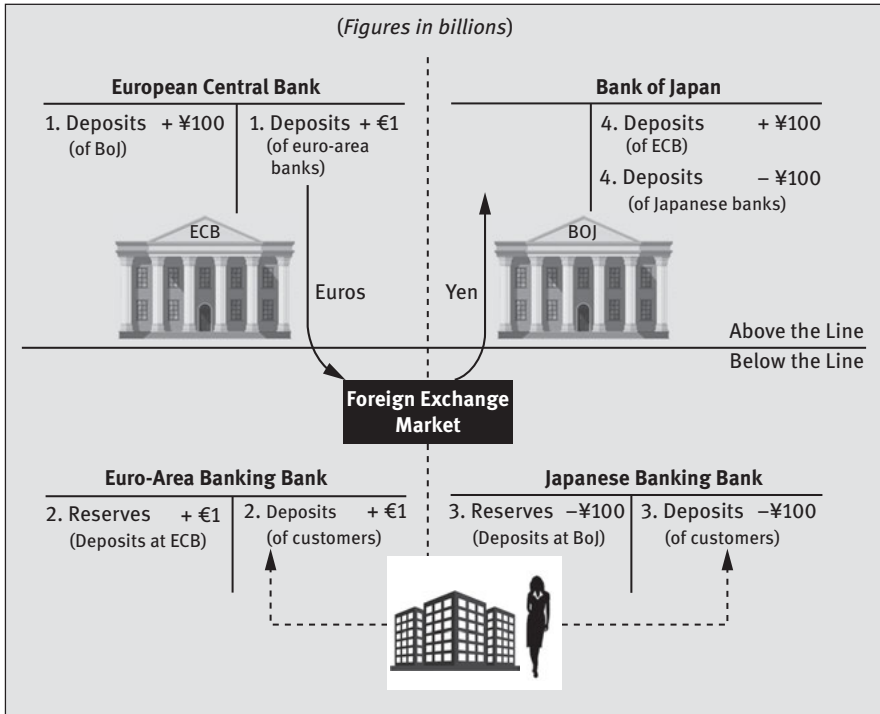 (Figures in billions)
European Central Bank
1. Deposits + ¥100
(of BoJ)
1. Deposits + €1
(of euro-area
banks)
ECB
Euros
Bank of Japan
4. Deposits + ¥100
(of ECB)
4. Deposits – ¥100
(of Japanese banks)
BOJ
Yen
Above the Line
Below the Line
Foreign Exchange
Market
Euro-Area Banking Bank
2. Reserves + €1
(Deposits at ECB)
2. Deposits + €1
(of customers)
Japanese Banking Bank
3. Reserves –¥100
(Deposits at BoJ)
3. Deposits –¥100
(of customers)